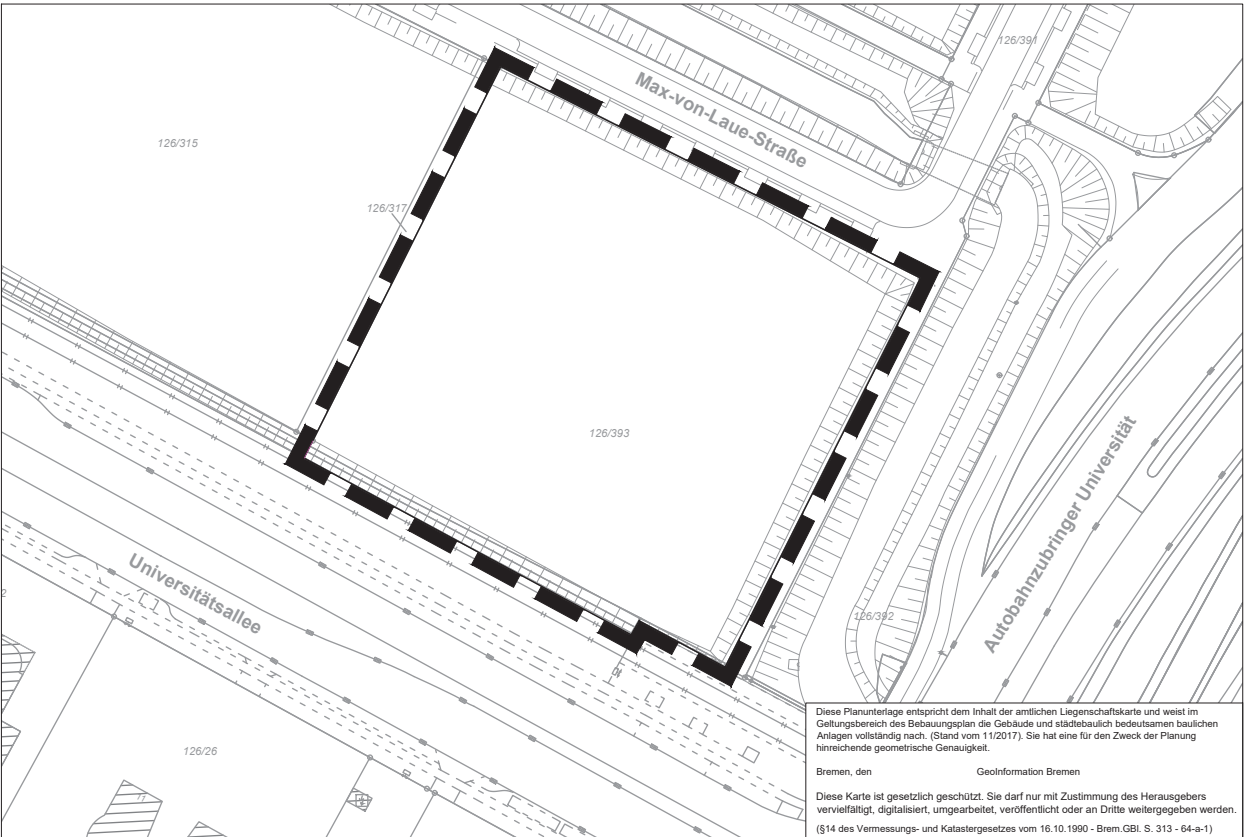 126/391
Max-von-Laue-Straße
126/315
126/317
126/393
Autobahnzubringer Universität
Universitätsallee
2
126/392
126/26
11
Diese Planunterlage entspricht dem Inhalt der amtlichen Liegenschaftskarte und weist im
Geltungsbereich des Bebauungsplan die Gebäude und städtebaulich bedeutsamen baulichen
Anlagen vollständig nach. (Stand vom 11/2017). Sie hat eine für den Zweck der Planung
hinreichende geometrische Genauigkeit.
Bremen, den GeoInformation Bremen
Diese Karte ist gesetzlich geschützt. Sie darf nur mit Zustimmung des Herausgebers
vervielfältigt, digitalisiert, umgearbeitet, veröffentlicht oder an Dritte weitergegeben werden.
(§14 des Vermessungs- und Katastergesetzes vom 16.10.1990 - Brem.GBl. S. 313 - 64-a-1)